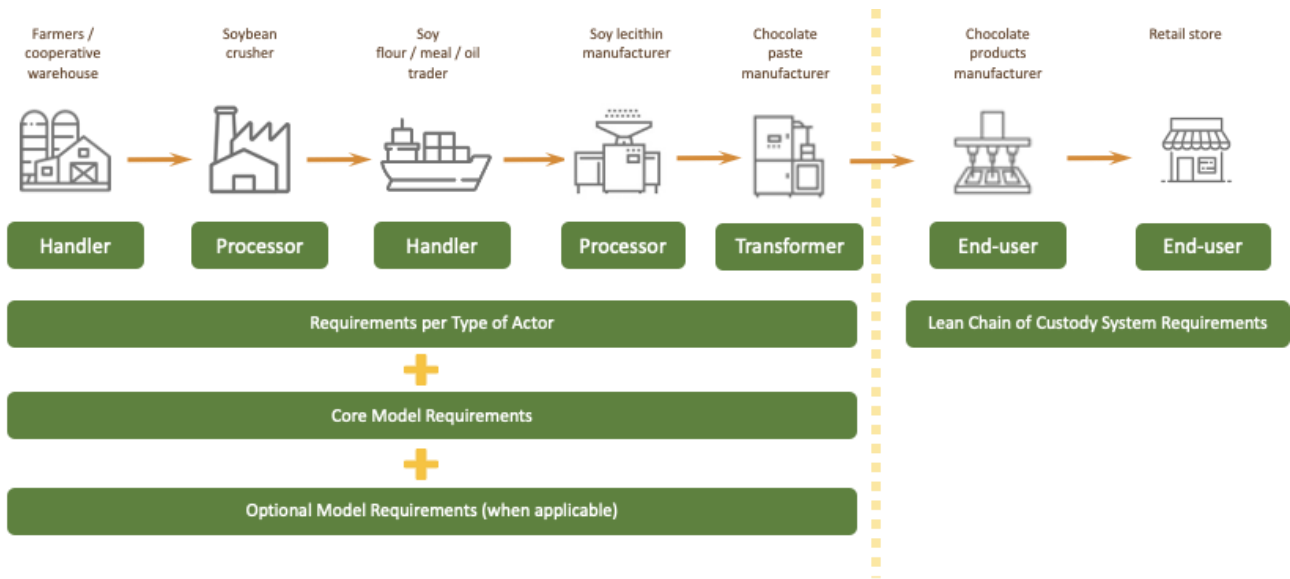 Farmers /
cooperative
warehouse
Soybean
crusher
Soy
flour / meal / oil
trader
Soy lecithin
manufacturer
Chocolate
paste
manufacturer
Chocolate
products
manufacturer
Retail store
Handler
Processor
Handler
Processor
Transformer
End-user
End-user
Requirements per Type of Actor
Lean Chain of Custody System Requirements
Core Model Requirements
Optional Model Requirements (when applicable)